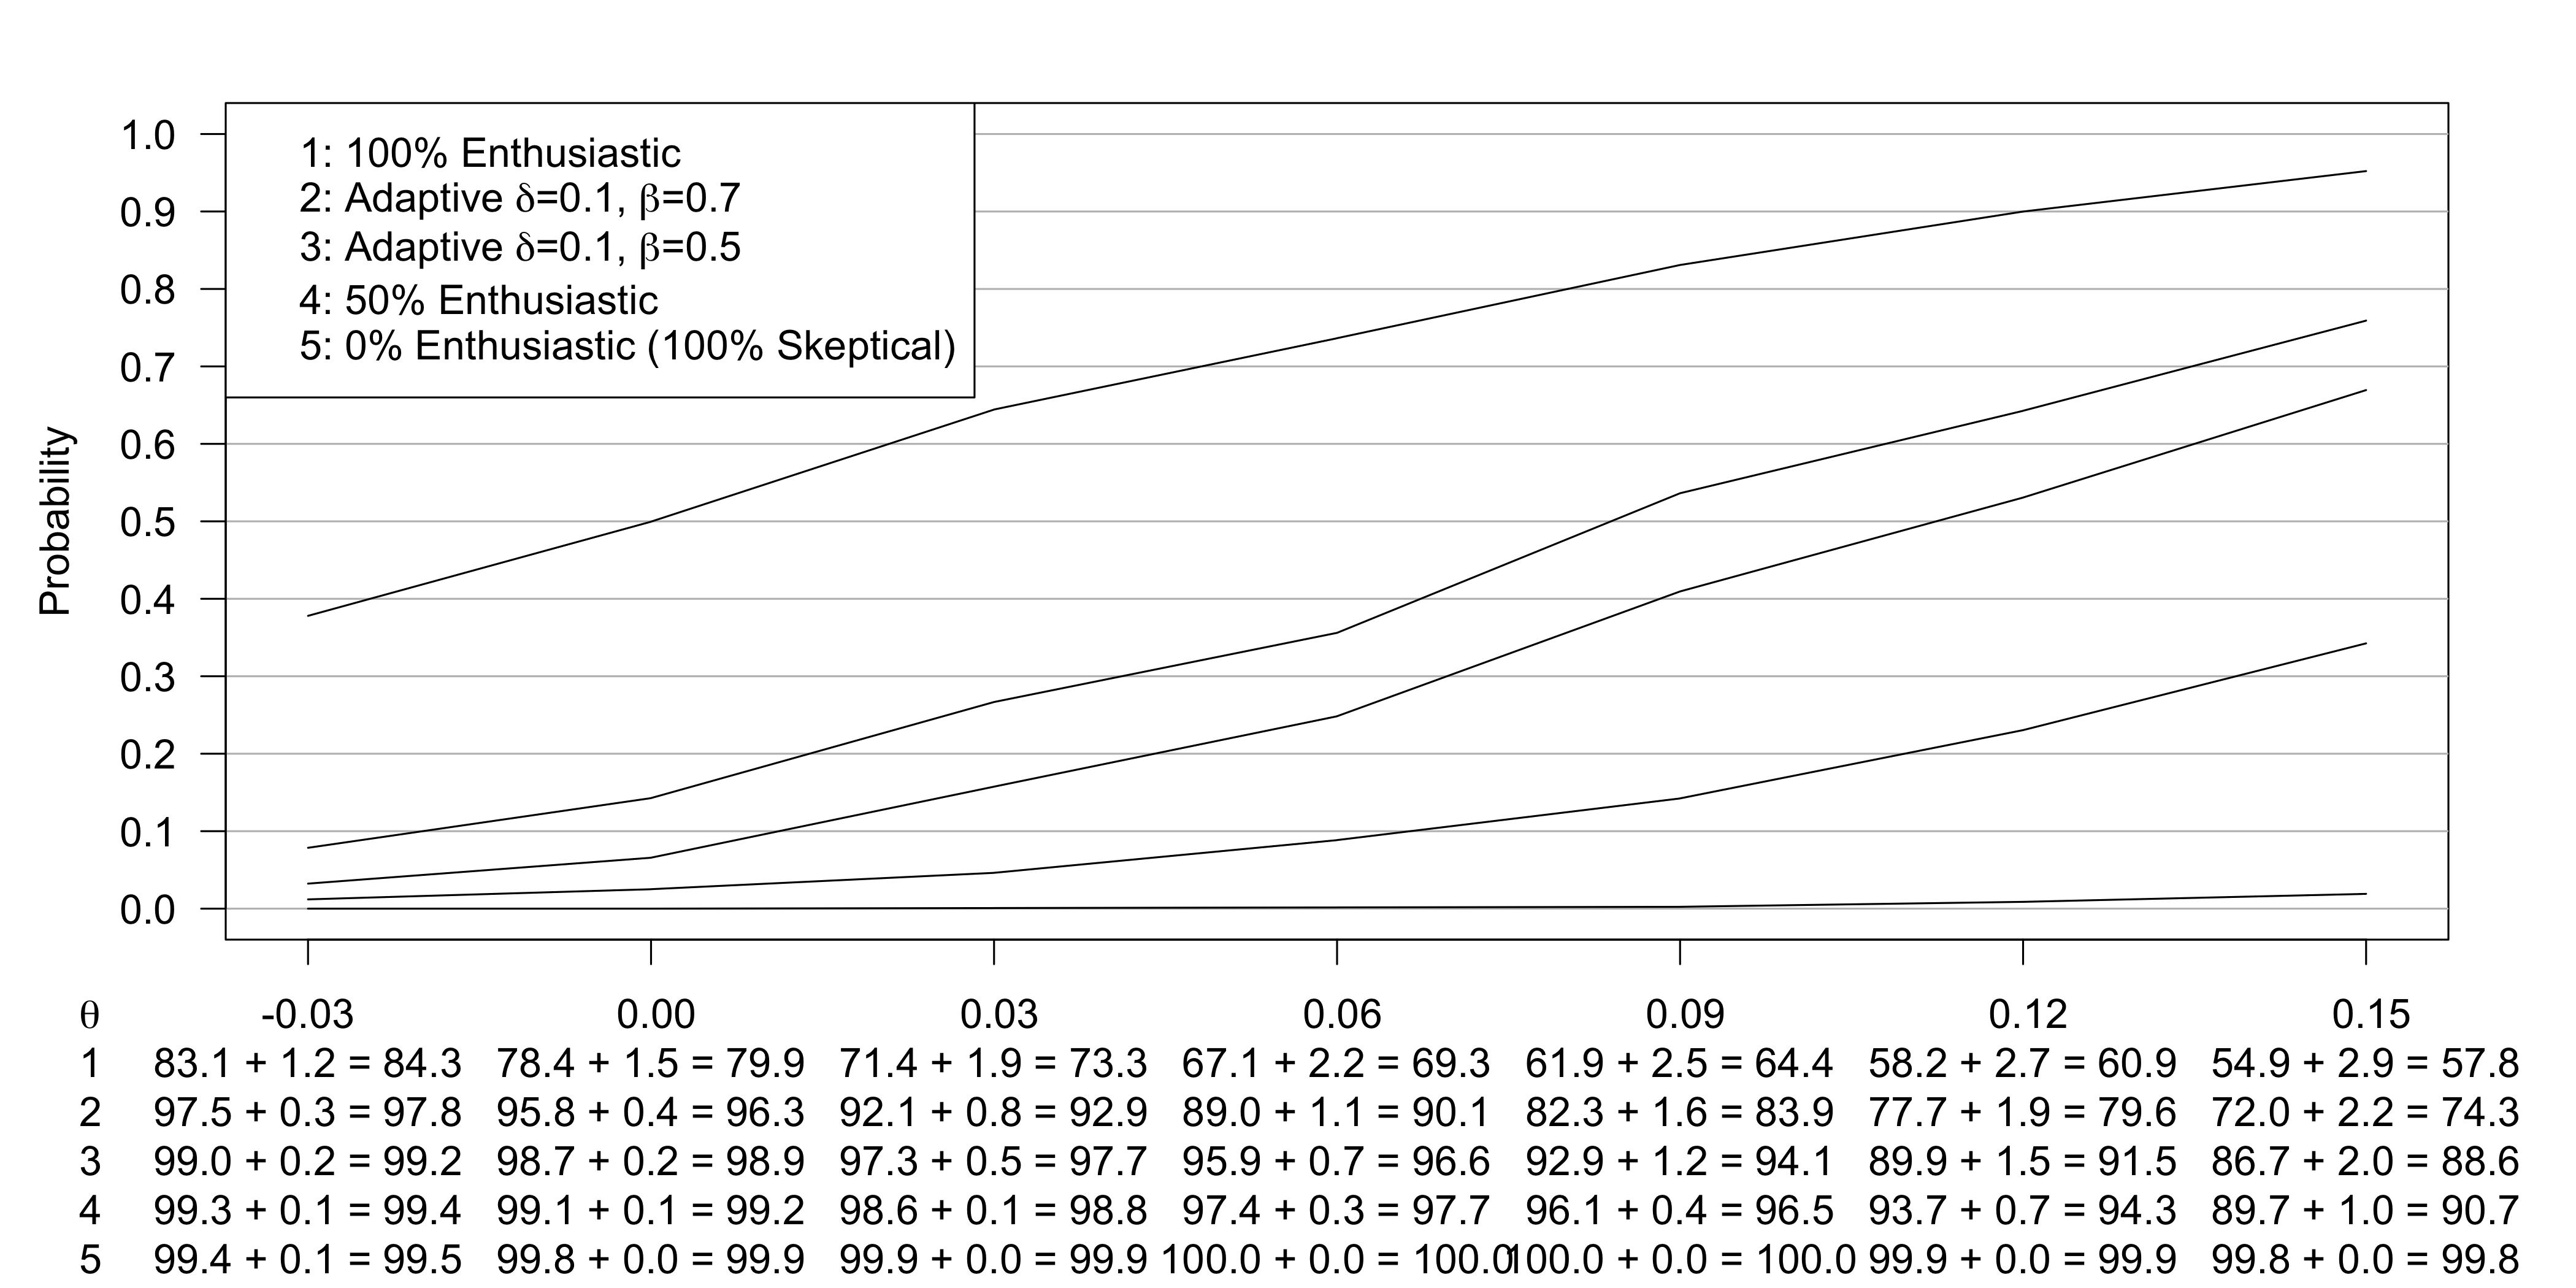 1: 100% Enthusiastic
2: Adaptive δ=0.1, β=0.7
3: Adaptive δ=0.1, β=0.5
4: 50% Enthusiastic
5: 0% Enthusiastic (100% Skeptical)
Probability
1.0
0.9
0.8
0.7
0.6
0.5
0.4
0.3
0.2
0.1
0.0
θ -0.03 0.00 0.03 0.06 0.09 0.12 0.15
1 83.1 + 1.2 = 84.3 78.4 + 1.5 = 79.9 71.4 + 1.9 = 73.3 67.1 + 2.2 = 69.3 61.9 + 2.5 = 64.4 58.2 + 2.7 = 60.9 54.9 + 2.9 = 57.8
2 97.5 + 0.3 = 97.8 95.8 + 0.4 = 96.3 92.1 + 0.8 = 92.9 89.0 + 1.1 = 90.1 82.3 + 1.6 = 83.9 77.7 + 1.9 = 79.6 72.0 + 2.2 = 74.3
3 99.0 + 0.2 = 99.2 98.7 + 0.2 = 98.9 97.3 + 0.5 = 97.7 95.9 + 0.7 = 96.6 92.9 + 1.2 = 94.1 89.9 + 1.5 = 91.5 86.7 + 2.0 = 88.6
4 99.3 + 0.1 = 99.4 99.1 + 0.1 = 99.2 98.6 + 0.1 = 98.8 97.4 + 0.3 = 97.7 96.1 + 0.4 = 96.5 93.7 + 0.7 = 94.3 89.7 + 1.0 = 90.7
5 99.4 + 0.1 = 99.5 99.8 + 0.0 = 99.9 99.9 + 0.0 = 99.9 100.0 + 0.0 = 100.0 100.0 + 0.0 = 100.0 99.9 + 0.0 = 99.9 99.8 + 0.0 = 99.8